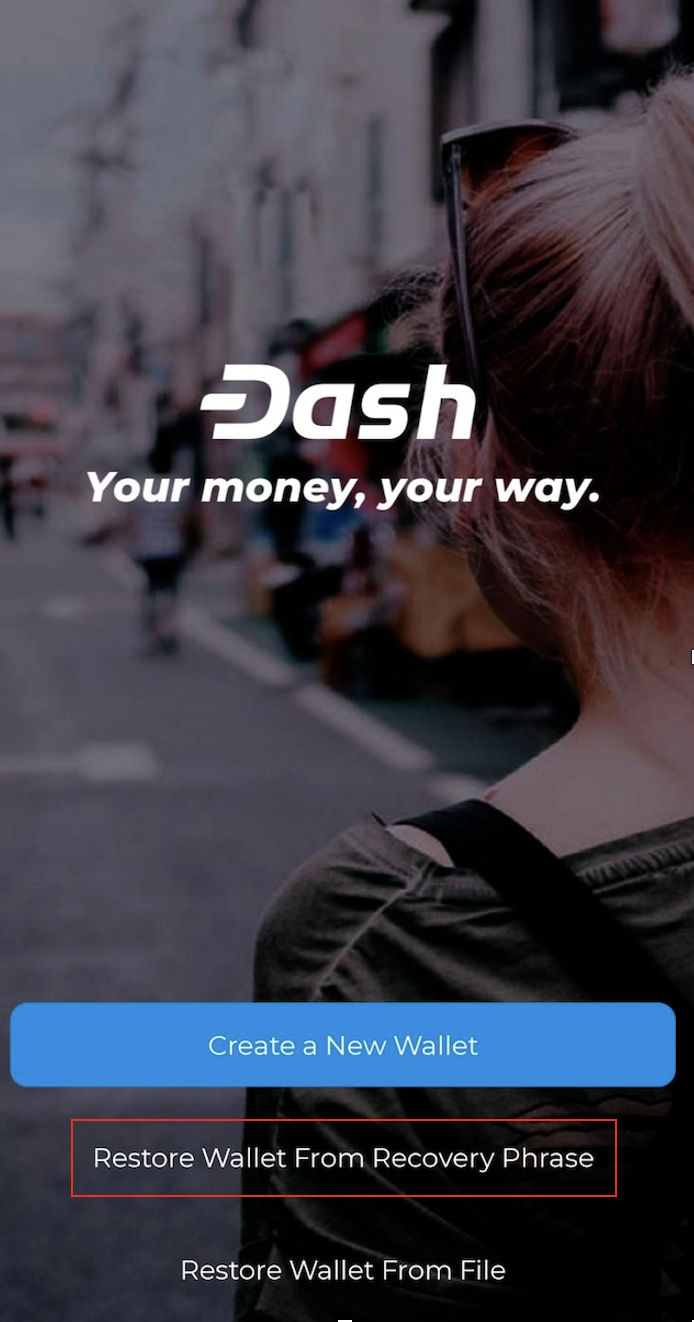 Dash
Your money, your way.
Create a New Wallet
Restore Wallet From Recovery Phrase
Restore Wallet From File